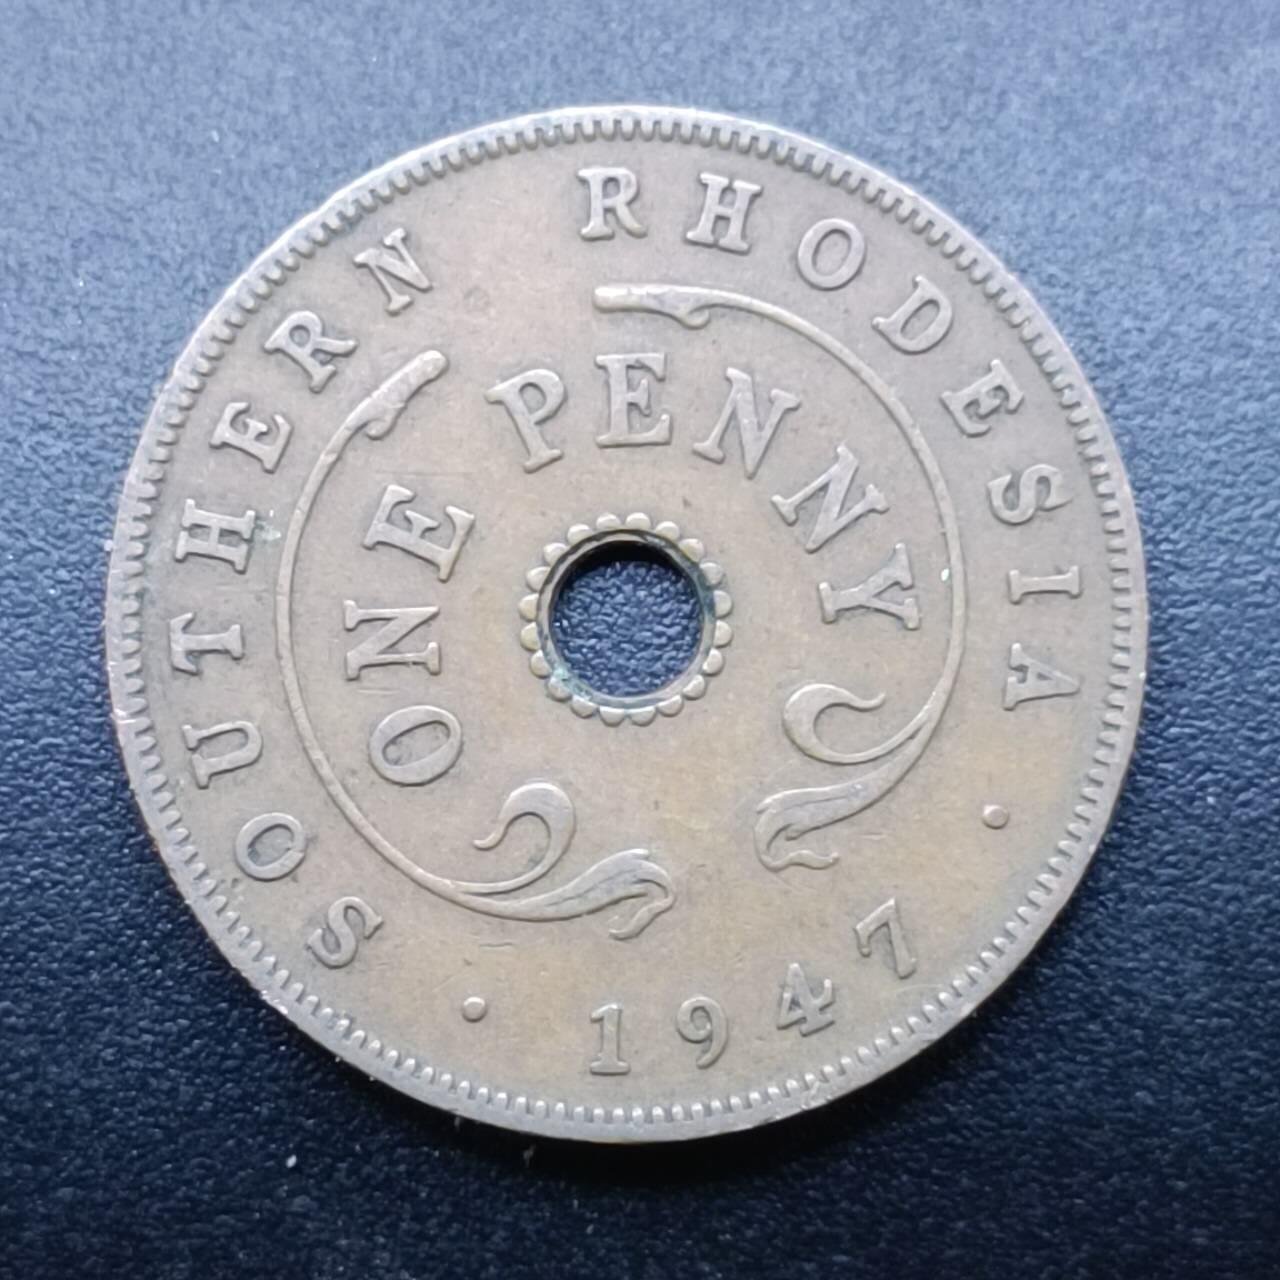 SOUTHERN RHODESIA
ONE PENNY
· 1947 ·